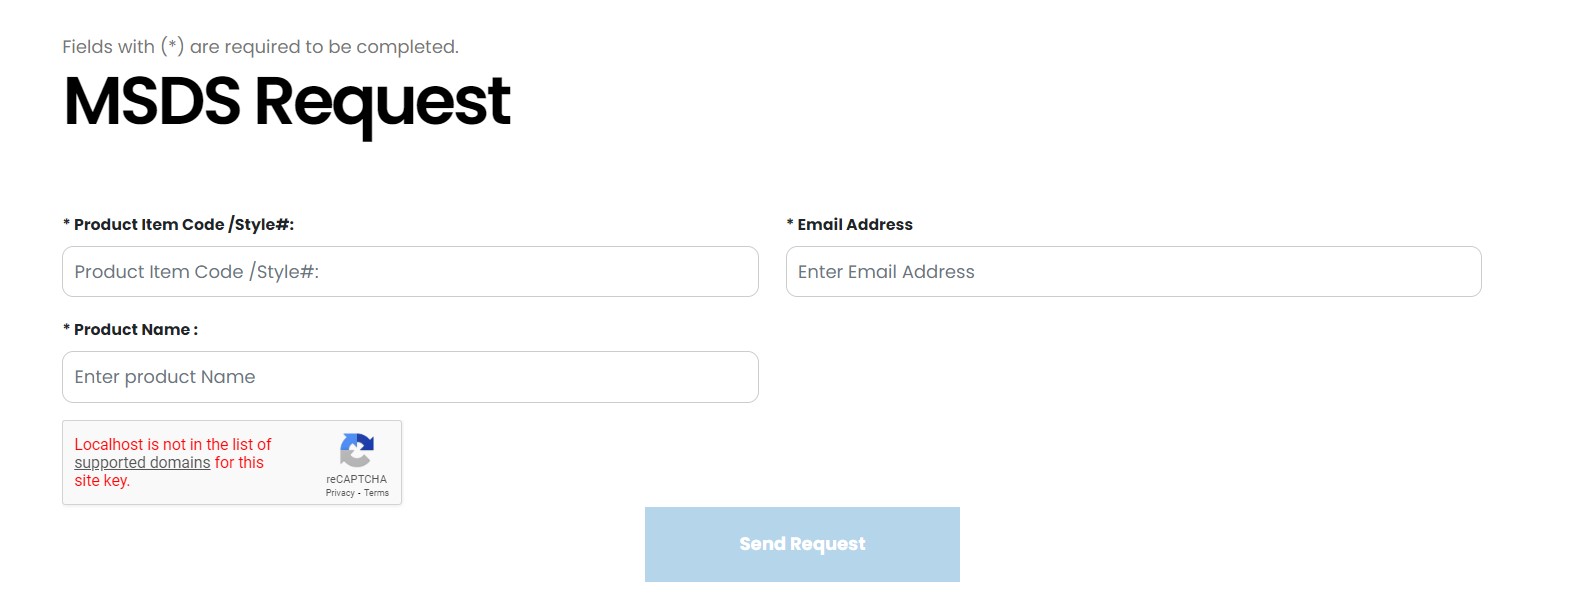 Fields with (*) are required to be completed.
MSDS Request
* Product Item Code /Style#:
Product Item Code /Style#:
* Email Address
Enter Email Address
* Product Name :
Enter product Name
Localhost is not in the list of
supported domains for this
site key.
reCAPTCHA
Privacy - Terms
Send Request